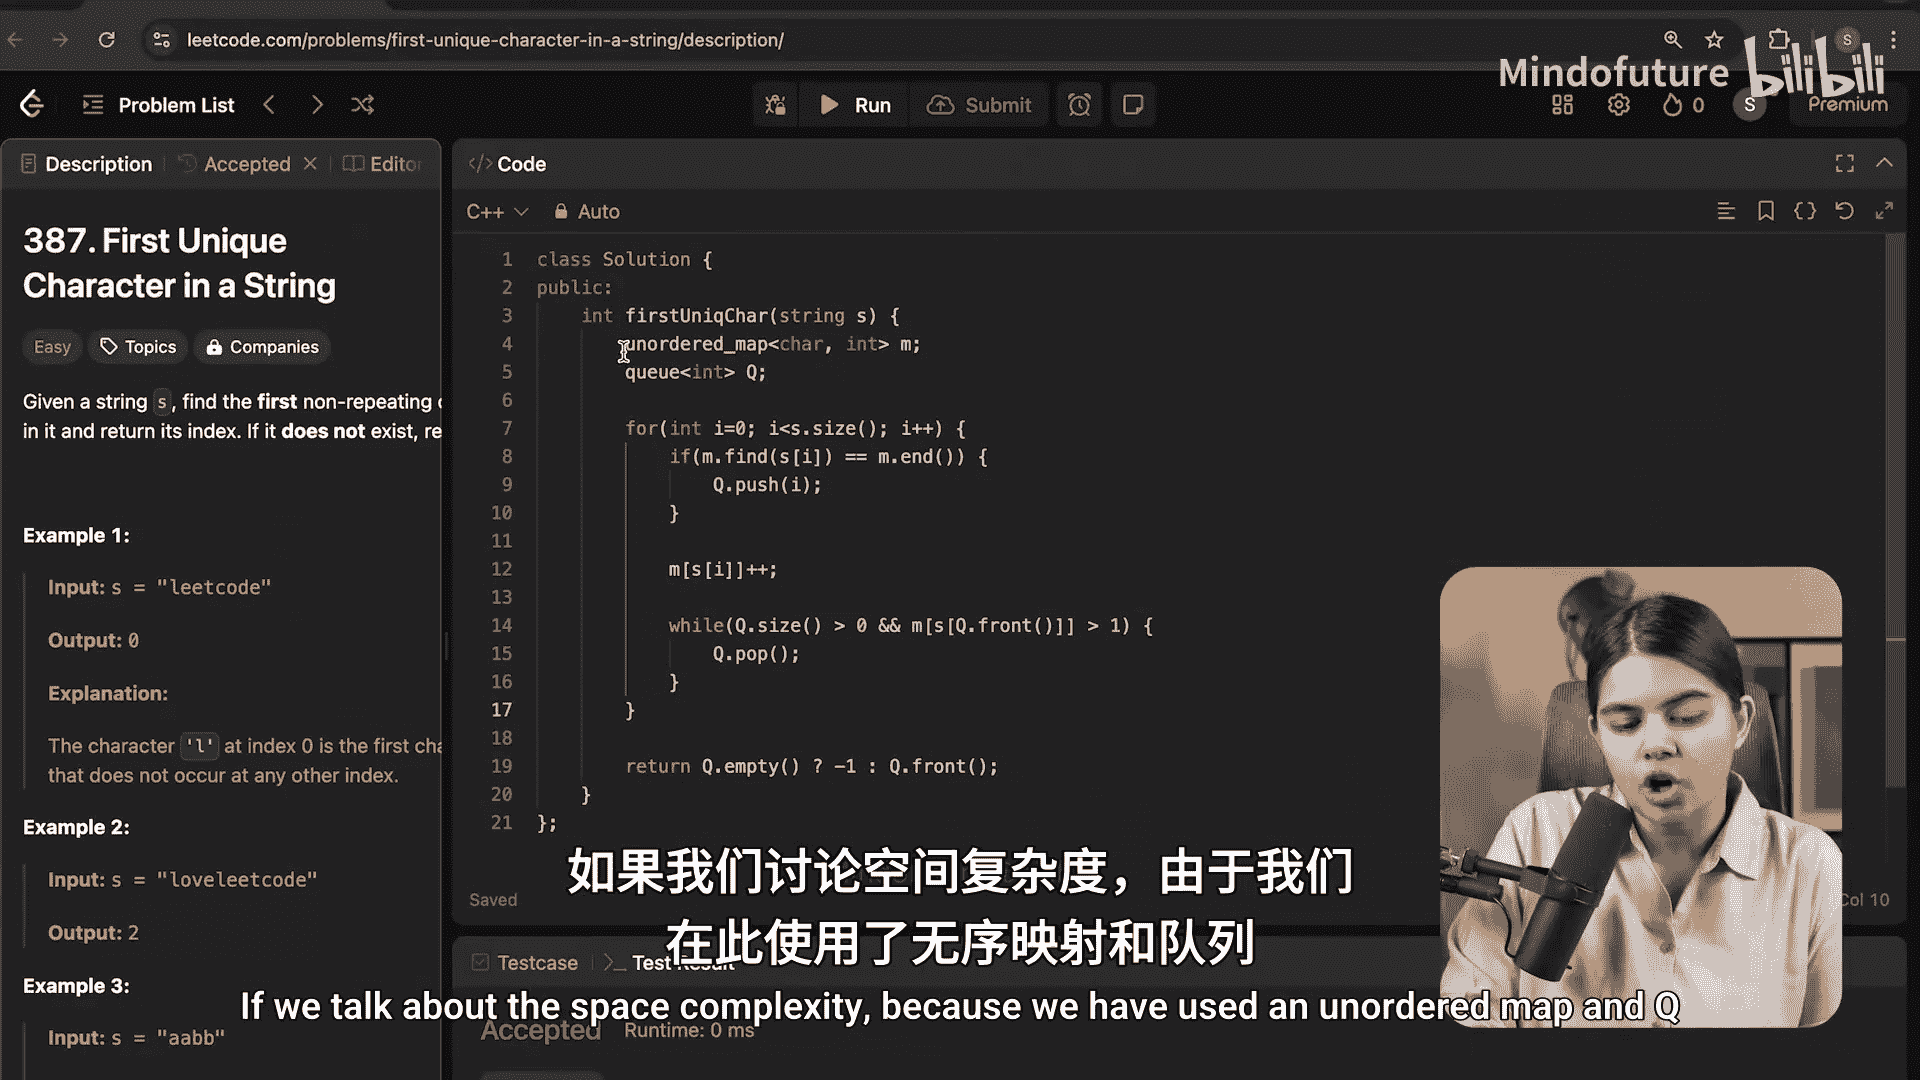 leetcode.com/problems/first-unique-character-in-a-string/description/
S
Mindofuture bilibili
Problem List
Run
Submit
0
S
Premium
Description
Accepted
Edito
Code
C++
Auto
387. First Unique
Character in a String
Easy
Topics
Companies
Given a string s, find the first non-repeating
in it and return its index. If it does not exist, re
Example 1:
Input: s = "leetcode"
Output: 0
Explanation:
The character 'l' at index 0 is the first cha
that does not occur at any other index.
Example 2:
Input: s = "loveleetcode"
Output: 2
Example 3:
Input: s = "aabb"
1 class Solution {
2 public:
3 int firstUniqChar(string s) {
4 unordered_map<char, int> m;
5 queue<int> Q;
6
7 for(int i=0; i<s.size(); i++) {
8 if(m.find(s[i]) == m.end()) {
9 Q.push(i);
10 }
11
12 m[s[i]]++;
13
14 while(Q.size() > 0 && m[s[Q.front()]] > 1) {
15 Q.pop();
16 }
17 }
18
19 return Q.empty() ? -1 : Q.front();
20 }
21 };
Saved
Col 10
如果我们讨论空间复杂度，由于我们
在此使用了无序映射和队列
Testcase
Test Result
If we talk about the space complexity, because we have used an unordered map and Q
Accepted
Runtime: 0 ms